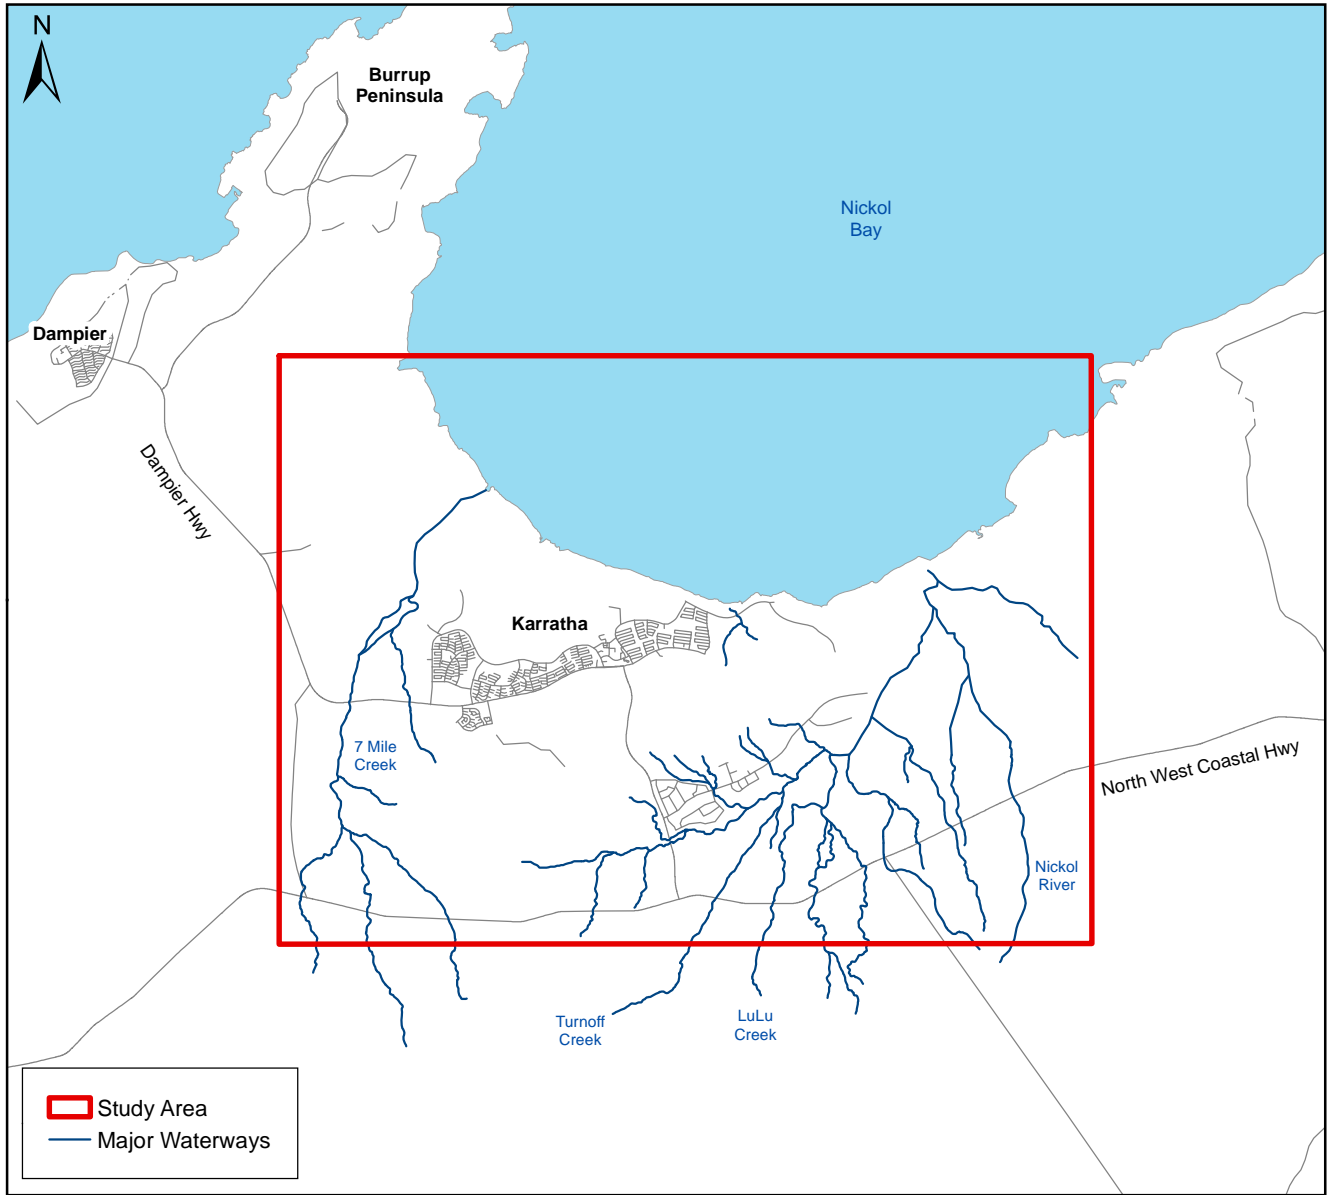 N
Burrup
Peninsula
Nickol
Bay
Dampier
Dampier Hwy
Karratha
7 Mile
Creek
North West Coastal Hwy
Nickol
River
Turnoff
Creek
LuLu
Creek
Study Area
Major Waterways